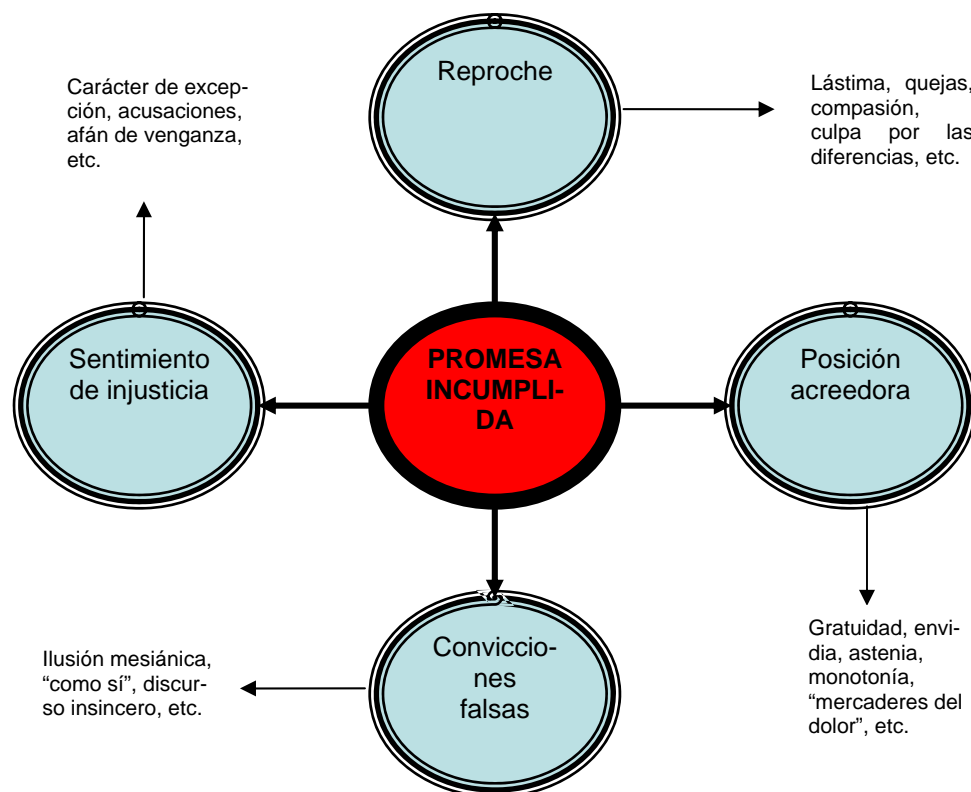 Reproche
Carácter de excep-
ción, acusaciones,
afán de venganza,
etc.
Lástima, quejas,
compasión,
culpa por las
diferencias, etc.
Sentimiento
de injusticia
PROMESA
INCUMPLI-
DA
Posición
acreedora
Conviccio-
nes
falsas
Ilusión mesiánica,
“como sí”, discur-
so insincero, etc.
Gratuidad, envi-
dia, astenia,
monotonía,
“mercaderes del
dolor”, etc.